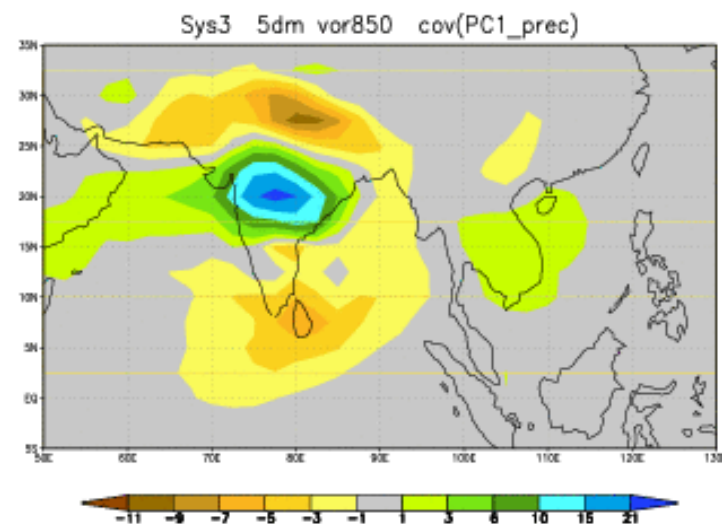 Sys3 5dm vor850 cov(PC1_prec)
35N
30N
25N
20N
15N
10N
5N
EQ
5S
50E 60E 70E 80E 90E 100E 110E 120E 130E
-11 -9 -7 -5 -3 -1 1 3 6 10 15 21